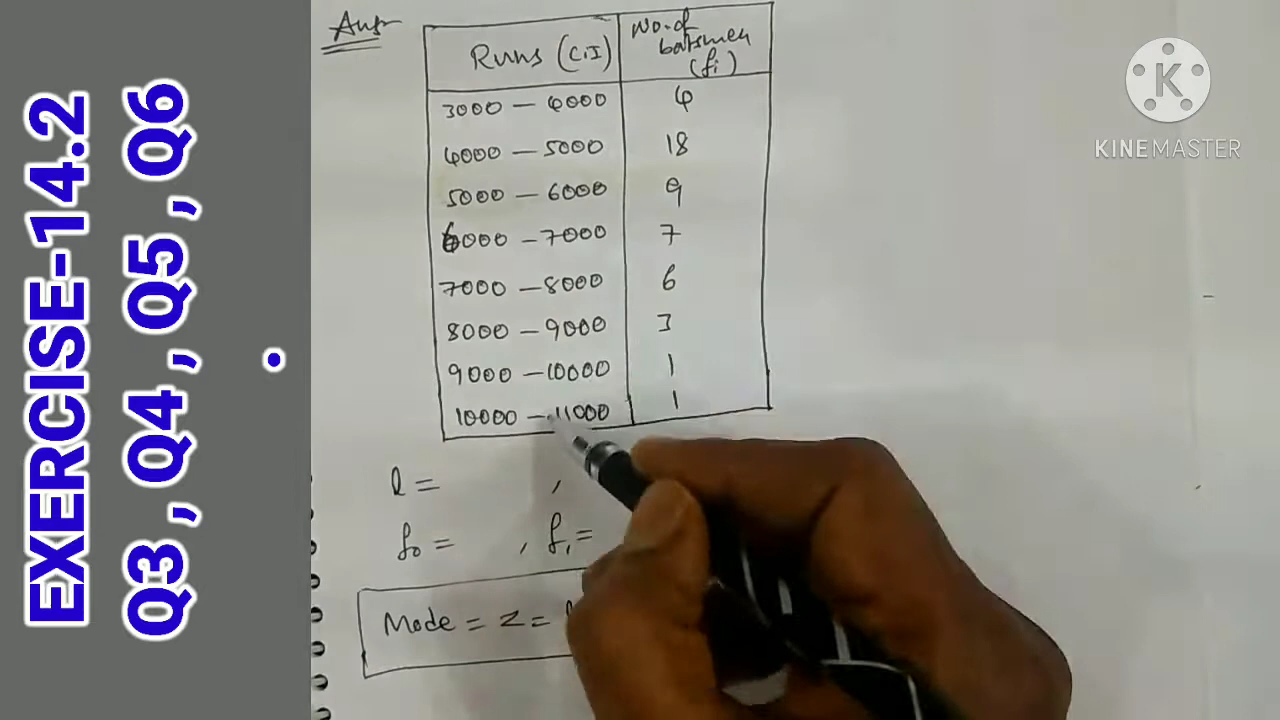 EXERCISE-14.2
Q3 , Q4 , Q5 , Q6
.
Ans
Runs (C.I) No. of batsmen (fi)
3000 – 4000 4
4000 – 5000 18
5000 – 6000 9
6000 – 7000 7
7000 – 8000 6
8000 – 9000 3
9000 – 10000 1
10000 – 11000 1
l = ,
f₀ = , f₁ =
Mode = Z =
K
KINEMASTER